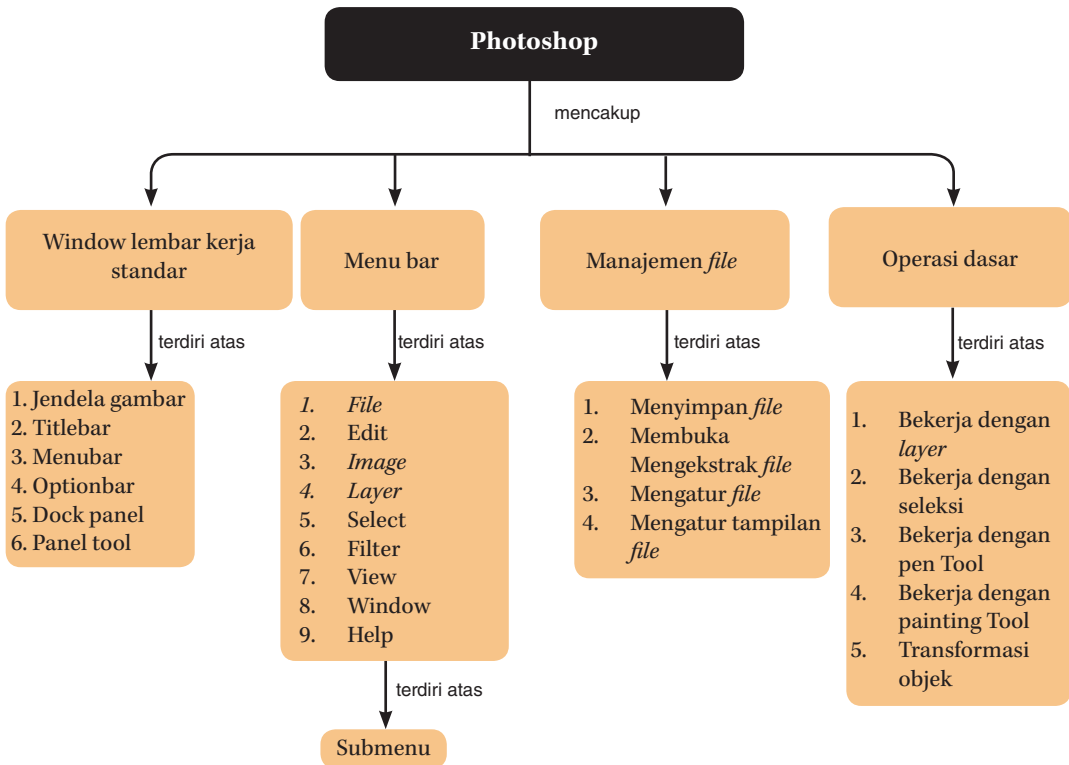 Photoshop
mencakup
Window lembar kerja
standar
terdiri atas
1. Jendela gambar
2. Titlebar
3. Menubar
4. Optionbar
5. Dock panel
6. Panel tool
Menu bar
terdiri atas
1. File
2. Edit
3. Image
4. Layer
5. Select
6. Filter
7. View
8. Window
9. Help
terdiri atas
Submenu
Manajemen file
terdiri atas
1. Menyimpan file
2. Membuka
Mengekstrak file
3. Mengatur file
4. Mengatur tampilan
file
Operasi dasar
terdiri atas
1. Bekerja dengan
layer
2. Bekerja dengan
seleksi
3. Bekerja dengan
pen Tool
4. Bekerja dengan
painting Tool
5. Transformasi
objek